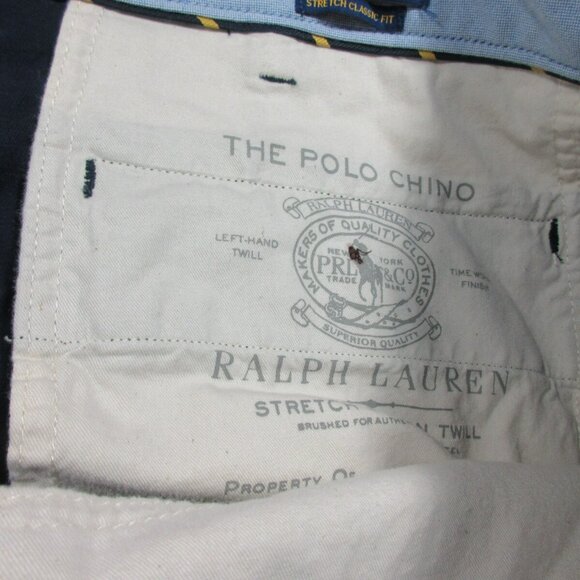 STRETCH CLASSIC FIT
THE POLO CHINO
RALPH LAUREN
MAKERS OF QUALITY CLOTHES
LEFT-HAND
TWILL
NEW YORK
PRL &Co
TRADE MARK
TIME
FINISH
SUPERIOR QUALITY
RALPH LAUREN
STRETCH
TWILL
BRUSHED FOR
PROPERTY